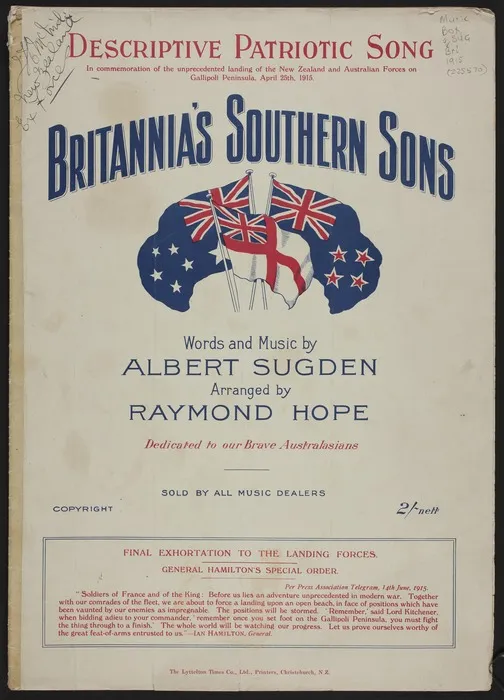 DESCRIPTIVE PATRIOTIC SONG
In commemoration of the unprecedented landing of the New Zealand and Australian Forces on
Gallipoli Peninsula, April 25th, 1915.
Music
Box
1915
BRITANNIA'S SOUTHERN SONS
Words and Music by
ALBERT SUGDEN
Arranged by
RAYMOND HOPE
Dedicated to our Brave Australasians
SOLD BY ALL MUSIC DEALERS
COPYRIGHT
2/- nett
FINAL EXHORTATION TO THE LANDING FORCES.
GENERAL HAMILTON'S SPECIAL ORDER.
Per Press Association Telegram, 14th June, 1915.
"Soldiers of France and of the King: Before us lies an adventure unprecedented in modern war. Together
with our comrades of the fleet, we are about to force a landing upon an open beach, in face of positions which have
been vaunted by our enemies as impregnable. The positions will be stormed. 'Remember,' said Lord Kitchener,
when bidding adieu to your commander, 'remember once you set foot on the Gallipoli Peninsula, you must fight
the thing through to a finish.' The whole world will be watching our progress. Let us prove ourselves worthy of
the great feat-of-arms entrusted to us."—IAN HAMILTON, General.
The Lyttelton Times Co., Ltd., Printers, Christchurch, N.Z.